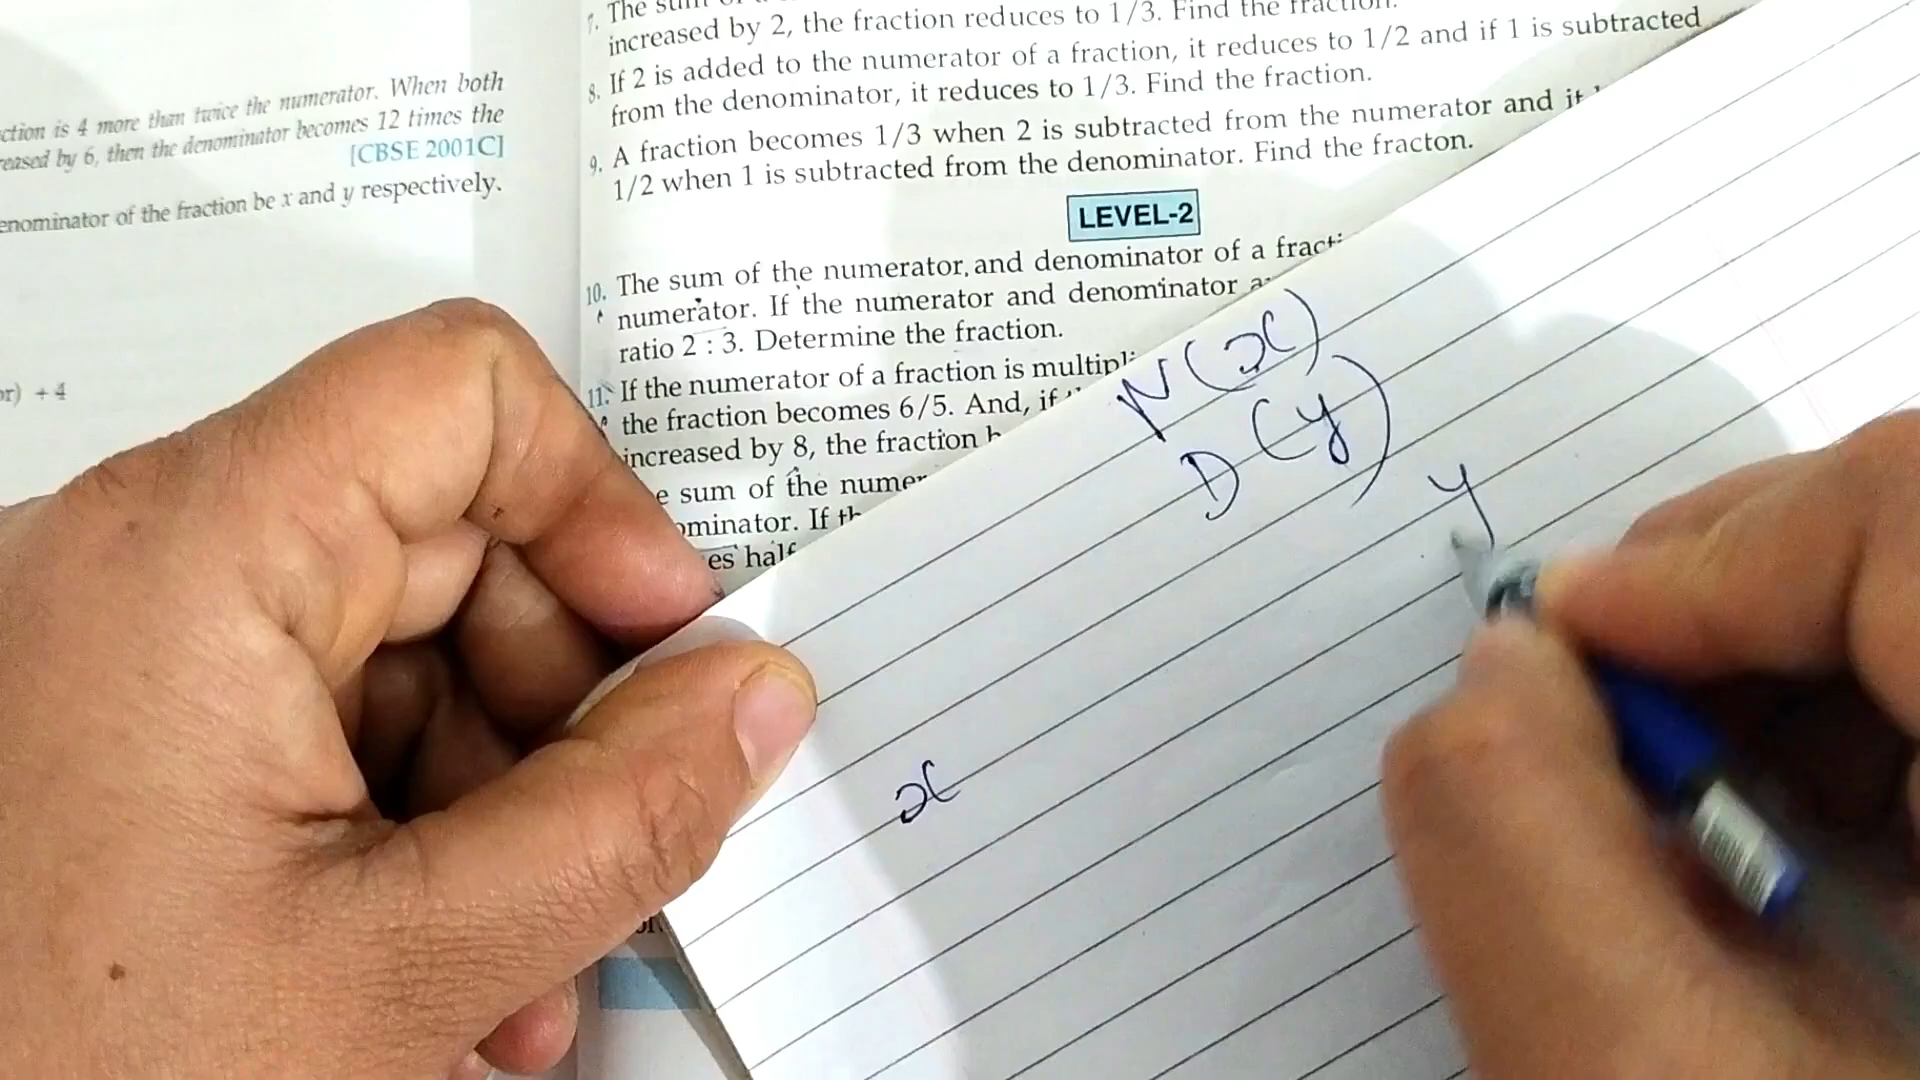 ction is 4 more than twice the numerator. When both
reased by 6, then the denominator becomes 12 times the
[CBSE 2001C]
enominator of the fraction be x and y respectively.
or) + 4
7. The sum of
increased by 2, the fraction reduces to 1/3. Find the fraction.
8. If 2 is added to the numerator of a fraction, it reduces to 1/2 and if 1 is subtracted
from the denominator, it reduces to 1/3. Find the fraction.
9. A fraction becomes 1/3 when 2 is subtracted from the numerator and it
1/2 when 1 is subtracted from the denominator. Find the fracton.
LEVEL-2
10. The sum of the numerator and denominator of a fracti
numerator. If the numerator and denominator a
ratio 2 : 3. Determine the fraction.
11. If the numerator of a fraction is multipli
the fraction becomes 6/5. And, if
increased by 8, the fraction
e sum of the numer
ominator. If th
es half
N (x)
D (y)
y
x